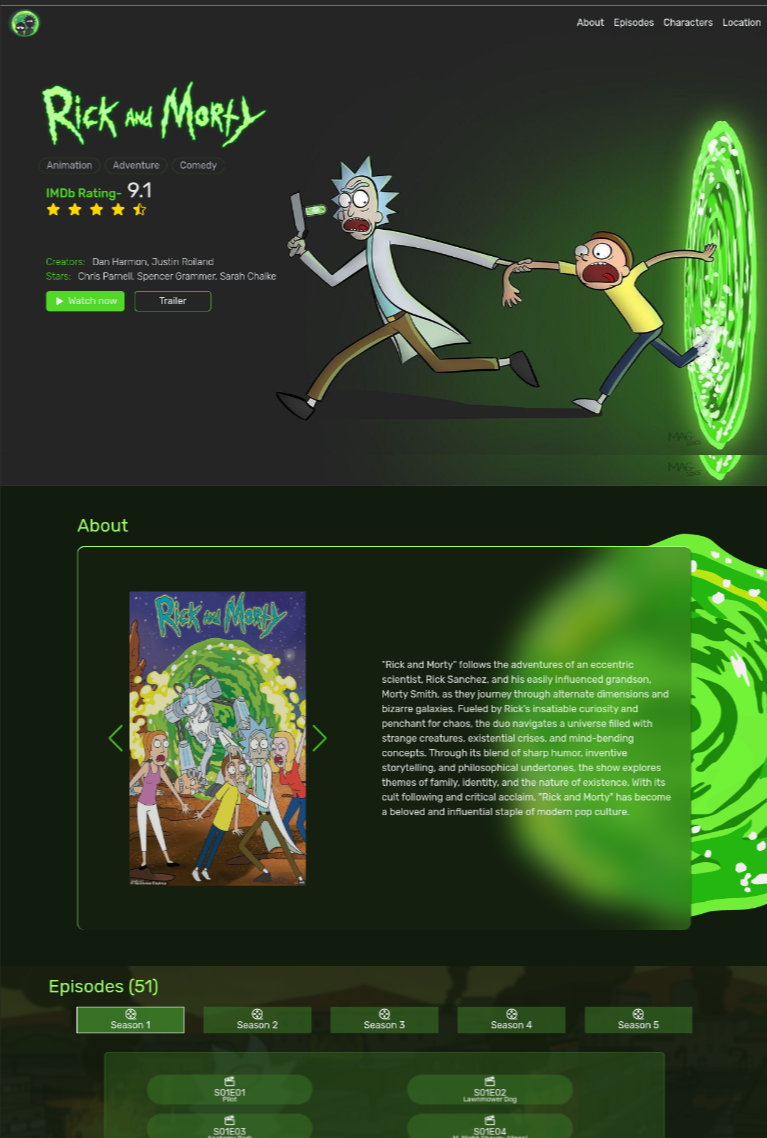 About Episodes Characters Location
Rick and Morty
Animation Adventure Comedy
IMDb Rating- 9.1
Creators: Dan Harmon, Justin Roiland
Stars: Chris Parnell, Spencer Grammer, Sarah Chalke
Watch now Trailer
About
Rick and Morty
"Rick and Morty" follows the adventures of an eccentric
scientist, Rick Sanchez, and his easily influenced grandson,
Morty Smith, as they journey through alternate dimensions and
bizarre galaxies. Fueled by Rick's insatiable curiosity and
penchant for chaos, the duo navigates a universe filled with
strange creatures, existential crises, and mind-bending
concepts. Through its blend of sharp humor, inventive
storytelling, and philosophical undertones, the show explores
themes of family, identity, and the nature of existence. With its
cult following and critical acclaim, "Rick and Morty" has become
a beloved and influential staple of modern pop culture.
Episodes (51)
Season 1 Season 2 Season 3 Season 4 Season 5
S01E01 S01E02
Pilot Lawnmower Dog
S01E03 S01E04